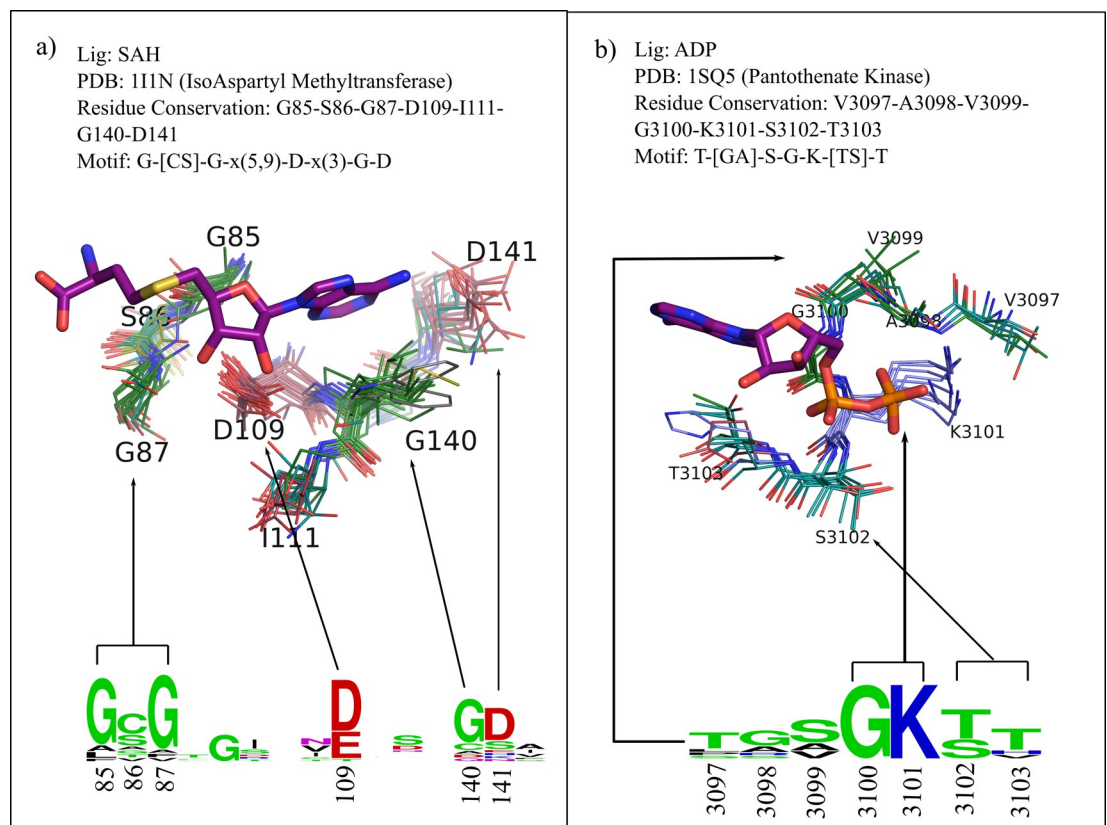 a)
Lig: SAH
PDB: 1I1N (IsoAspartyl Methyltransferase)
Residue Conservation: G85-S86-G87-D109-I111-
G140-D141
Motif: G-[CS]-G-x(5,9)-D-x(3)-G-D
G85
D141
S86
D109
G87
G140
I111
G C G D G D
S E
85 86 87 109 140 141
b)
Lig: ADP
PDB: 1SQ5 (Pantothenate Kinase)
Residue Conservation: V3097-A3098-V3099-
G3100-K3101-S3102-T3103
Motif: T-[GA]-S-G-K-[TS]-T
V3099
V3097
G3100
A3098
K3101
T3103
S3102
T G S G K T T
A A S
3097 3098 3099 3100 3101 3102 3103